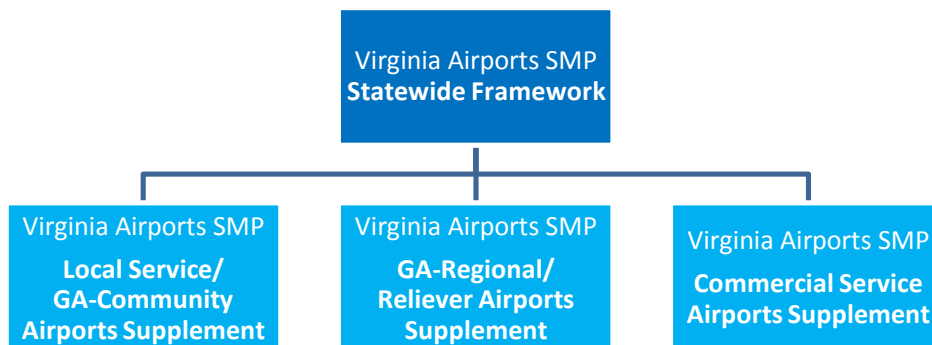 Virginia Airports SMP
Statewide Framework
Virginia Airports SMP
Local Service/
GA-Community
Airports Supplement
Virginia Airports SMP
GA-Regional/
Reliever Airports
Supplement
Virginia Airports SMP
Commercial Service
Airports Supplement